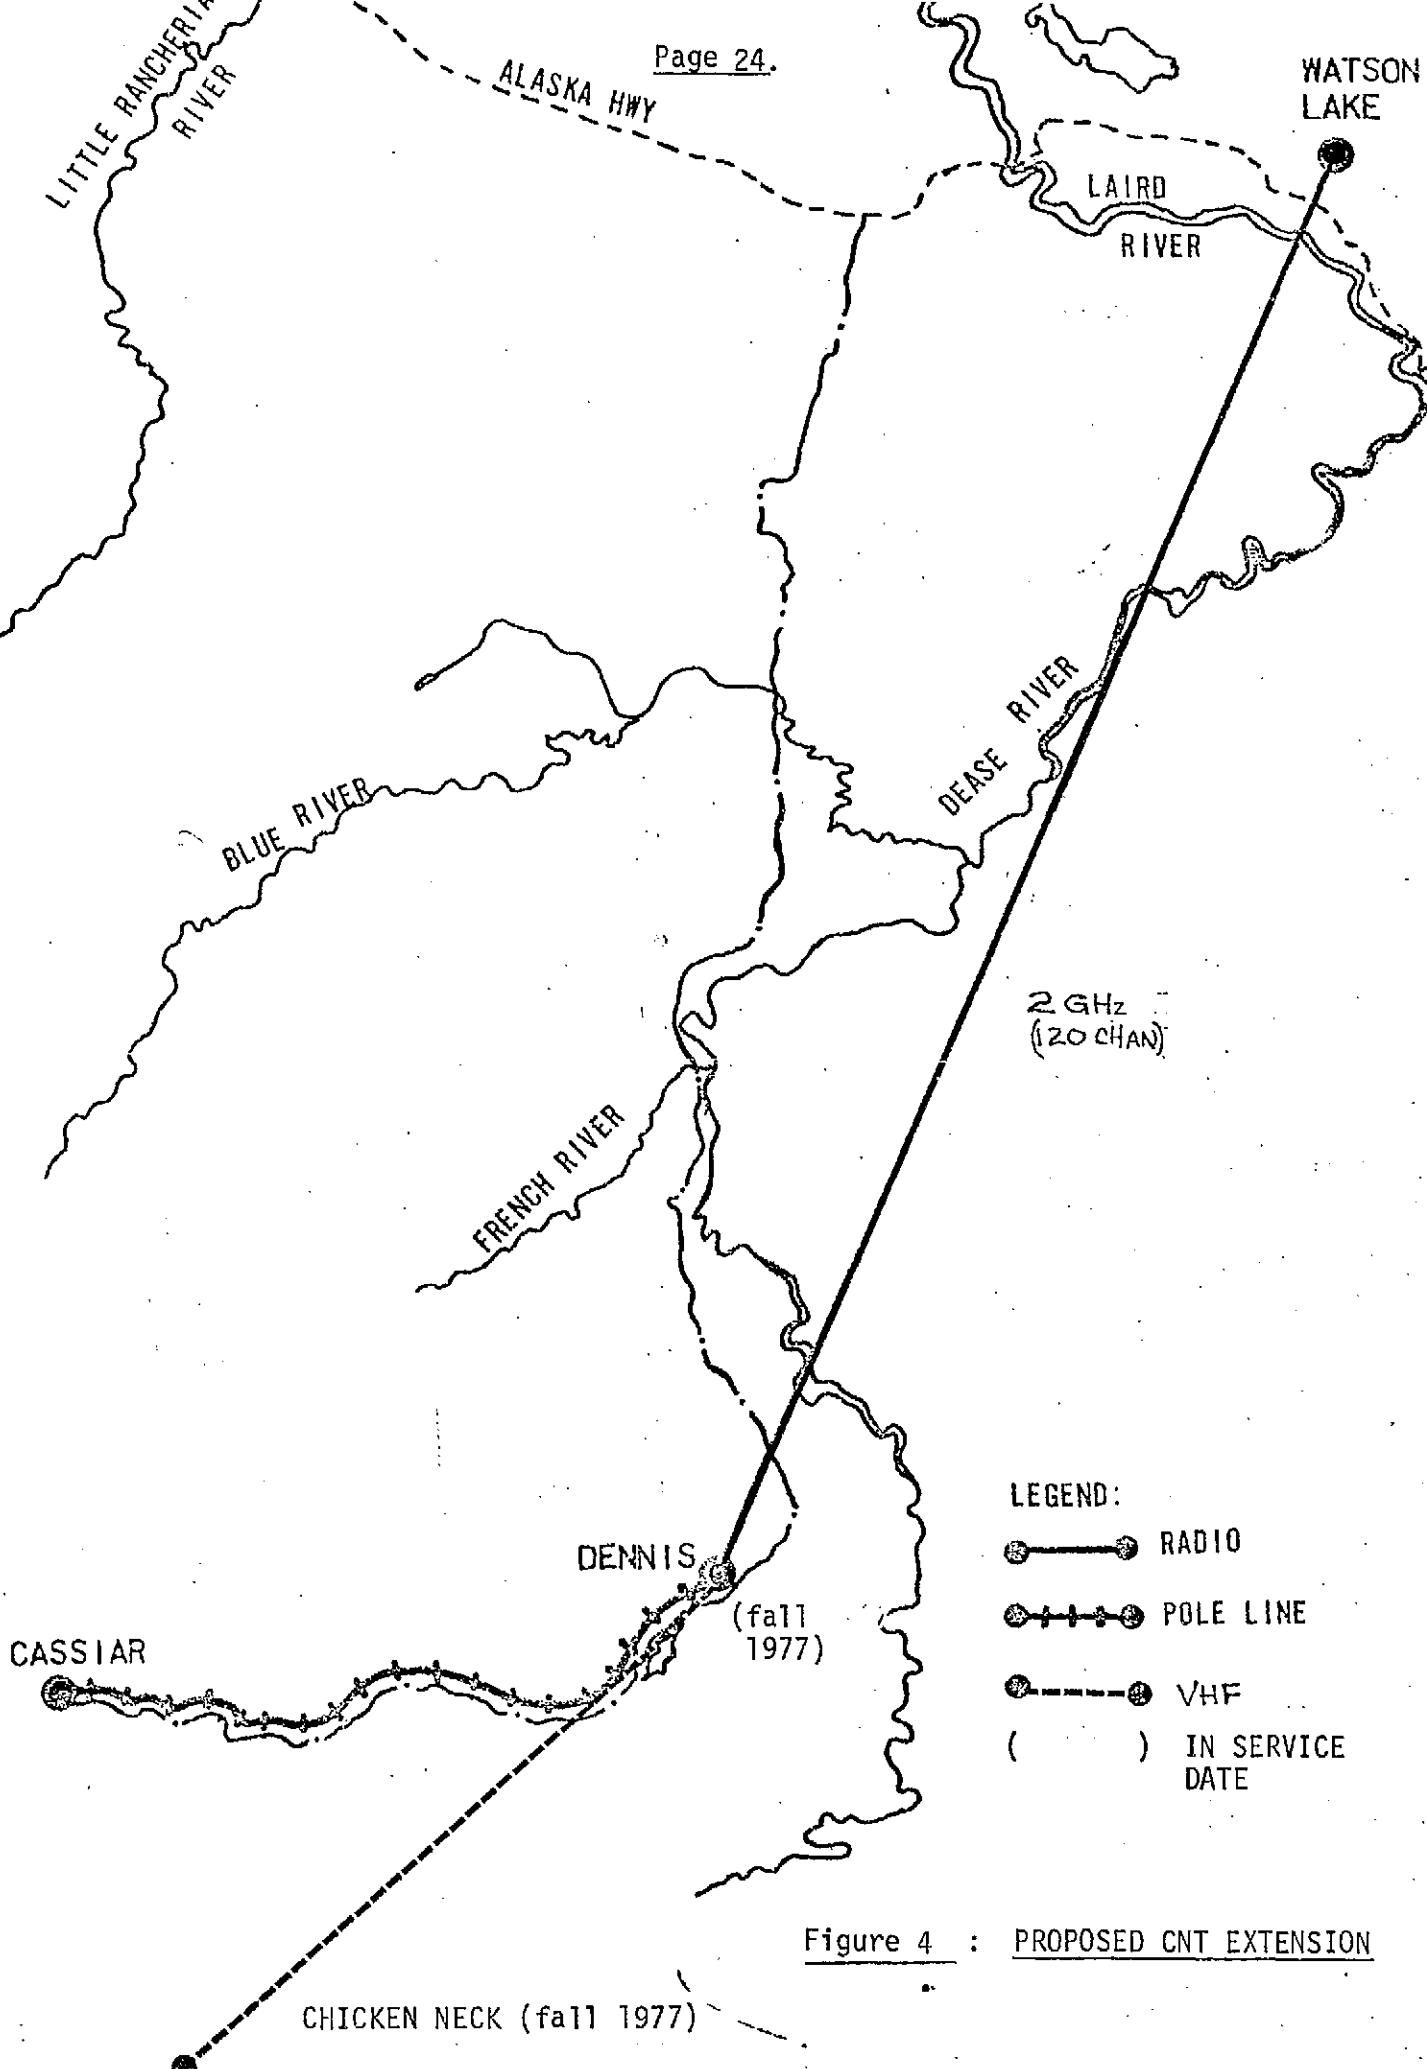 Page 24.
LITTLE RANCHERIA
RIVER
ALASKA HWY
WATSON
LAKE
LAIRD
RIVER
DEASE RIVER
BLUE RIVER
2 GHz
(120 CHAN)
FRENCH RIVER
LEGEND:
RADIO
POLE LINE
VHF
( ) IN SERVICE
DATE
DENNIS
(fall
1977)
CASSIAR
Figure 4 : PROPOSED CNT EXTENSION
CHICKEN NECK (fall 1977)